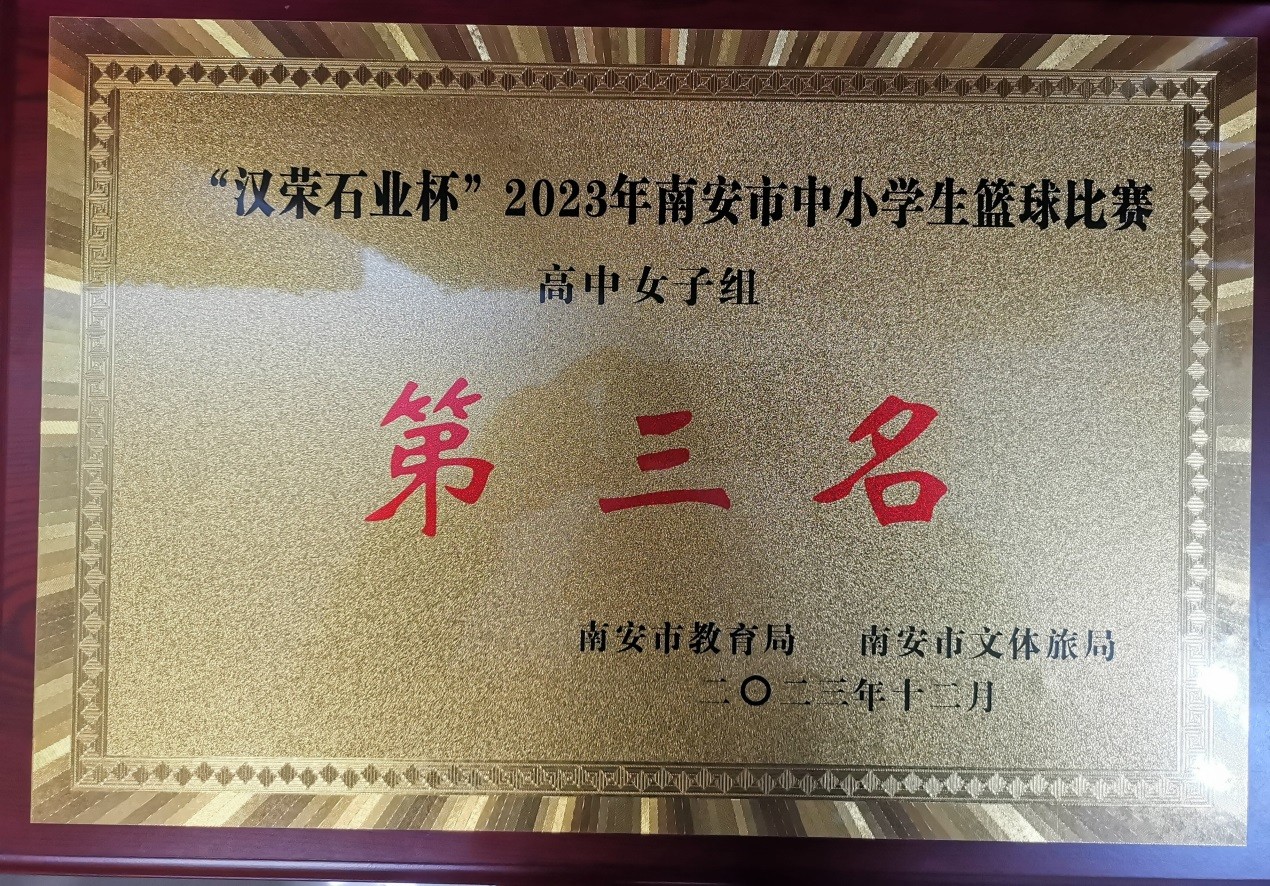 “汉荣石业杯”2023年南安市中小学生篮球比赛
高中女子组
第三名
南安市教育局 南安市文体旅局
二〇二三年十二月